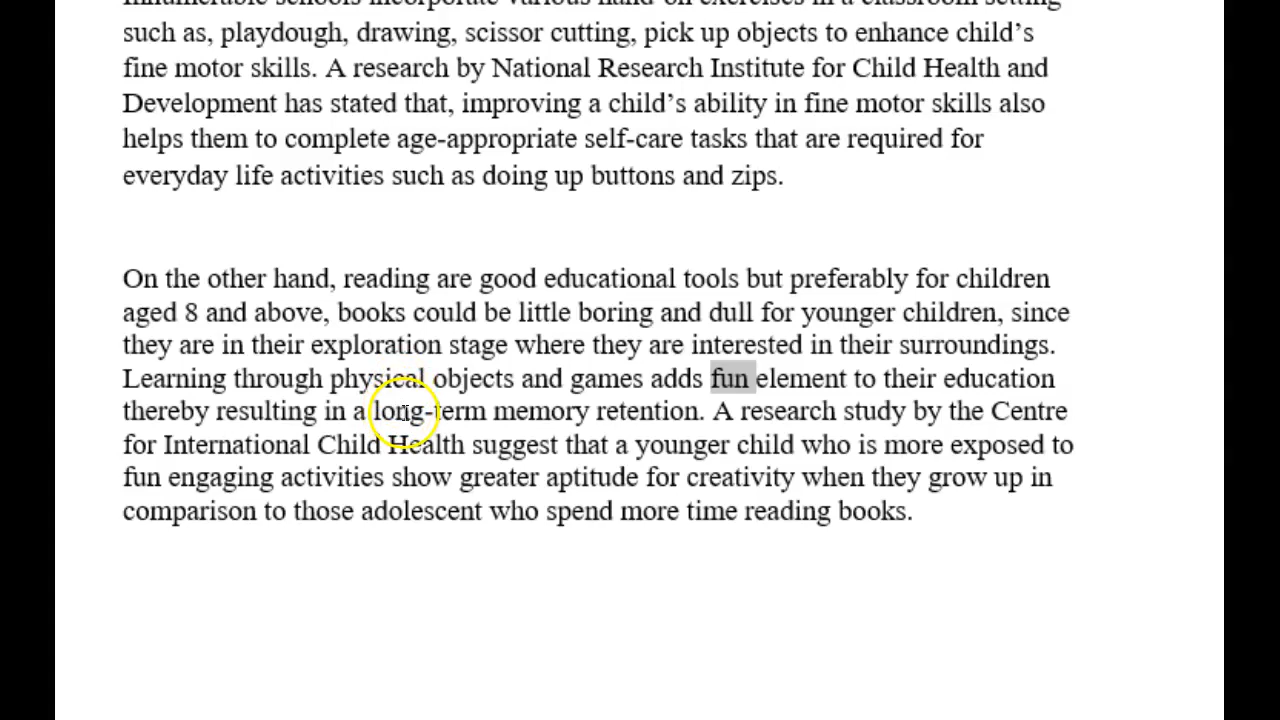 Innumerable schools incorporate various hand-on exercises in a classroom setting
such as, playdough, drawing, scissor cutting, pick up objects to enhance child's
fine motor skills. A research by National Research Institute for Child Health and
Development has stated that, improving a child's ability in fine motor skills also
helps them to complete age-appropriate self-care tasks that are required for
everyday life activities such as doing up buttons and zips.
On the other hand, reading are good educational tools but preferably for children
aged 8 and above, books could be little boring and dull for younger children, since
they are in their exploration stage where they are interested in their surroundings.
Learning through physical objects and games adds fun element to their education
thereby resulting in a long-term memory retention. A research study by the Centre
for International Child Health suggest that a younger child who is more exposed to
fun engaging activities show greater aptitude for creativity when they grow up in
comparison to those adolescent who spend more time reading books.